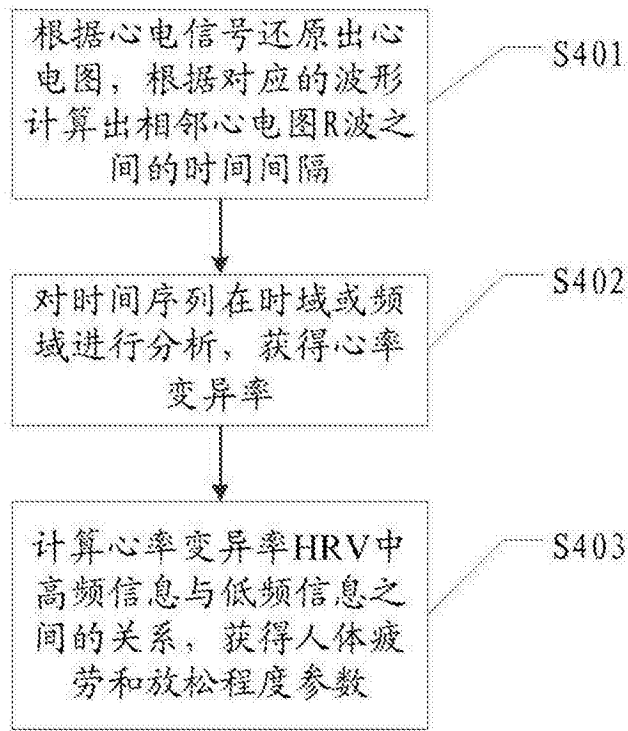 根据心电信号还原出心
电图，根据对应的波形
计算出相邻心电图R波之
间的时间间隔
S401
对时间序列在时域或频
域进行分析，获得心率
变异率
S402
计算心率变异率HRV中
高频信息与低频信息之
间的关系，获得人体疲
劳和放松程度参数
S403